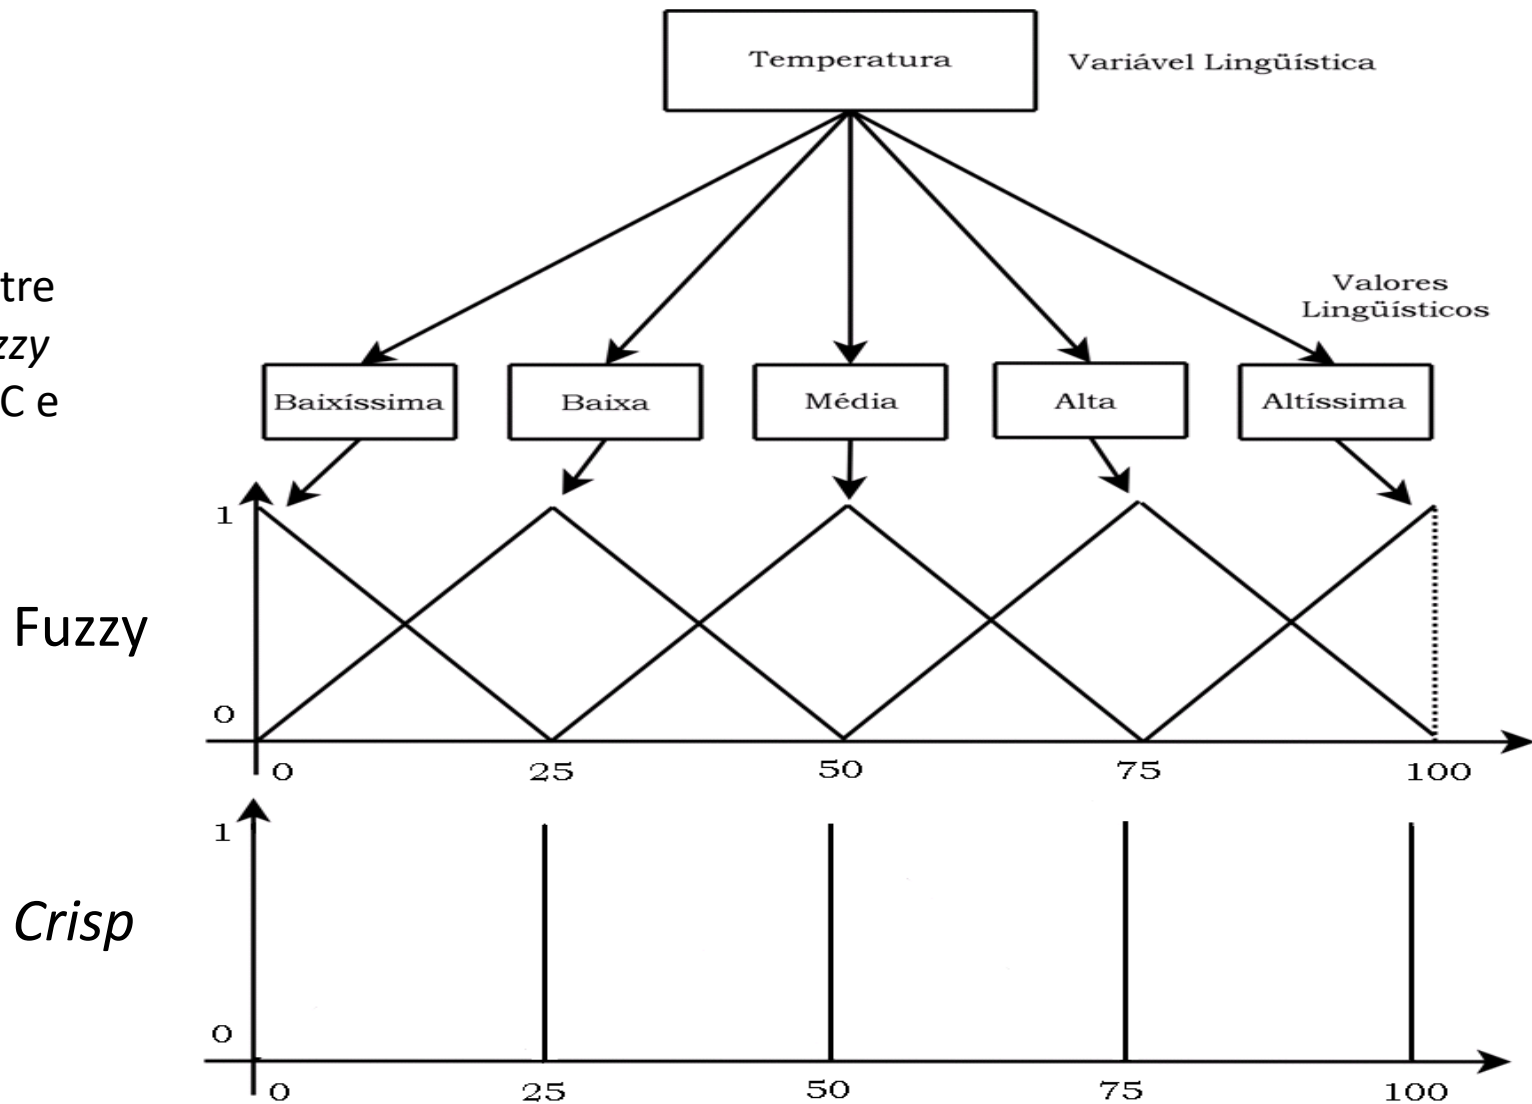 Temperatura
Variável Lingüística
tre
zzy
C e
Valores
Lingüísticos
Baixíssima
Baixa
Média
Alta
Altíssima
1
Fuzzy
0
0 25 50 75 100
1
Crisp
0
0 25 50 75 100